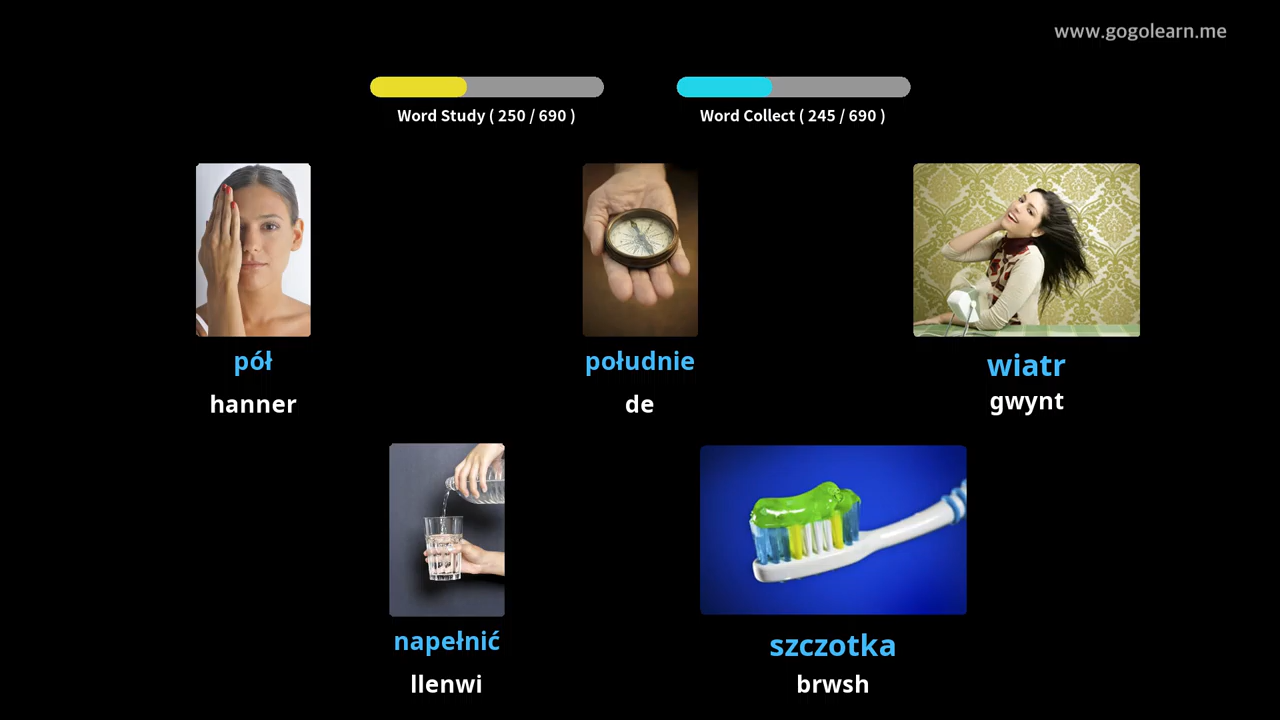 www.gogolearn.me
Word Study ( 250 / 690 )
Word Collect ( 245 / 690 )
pół
południe
wiatr
hanner
de
gwynt
napełnić
szczotka
llenwi
brwsh